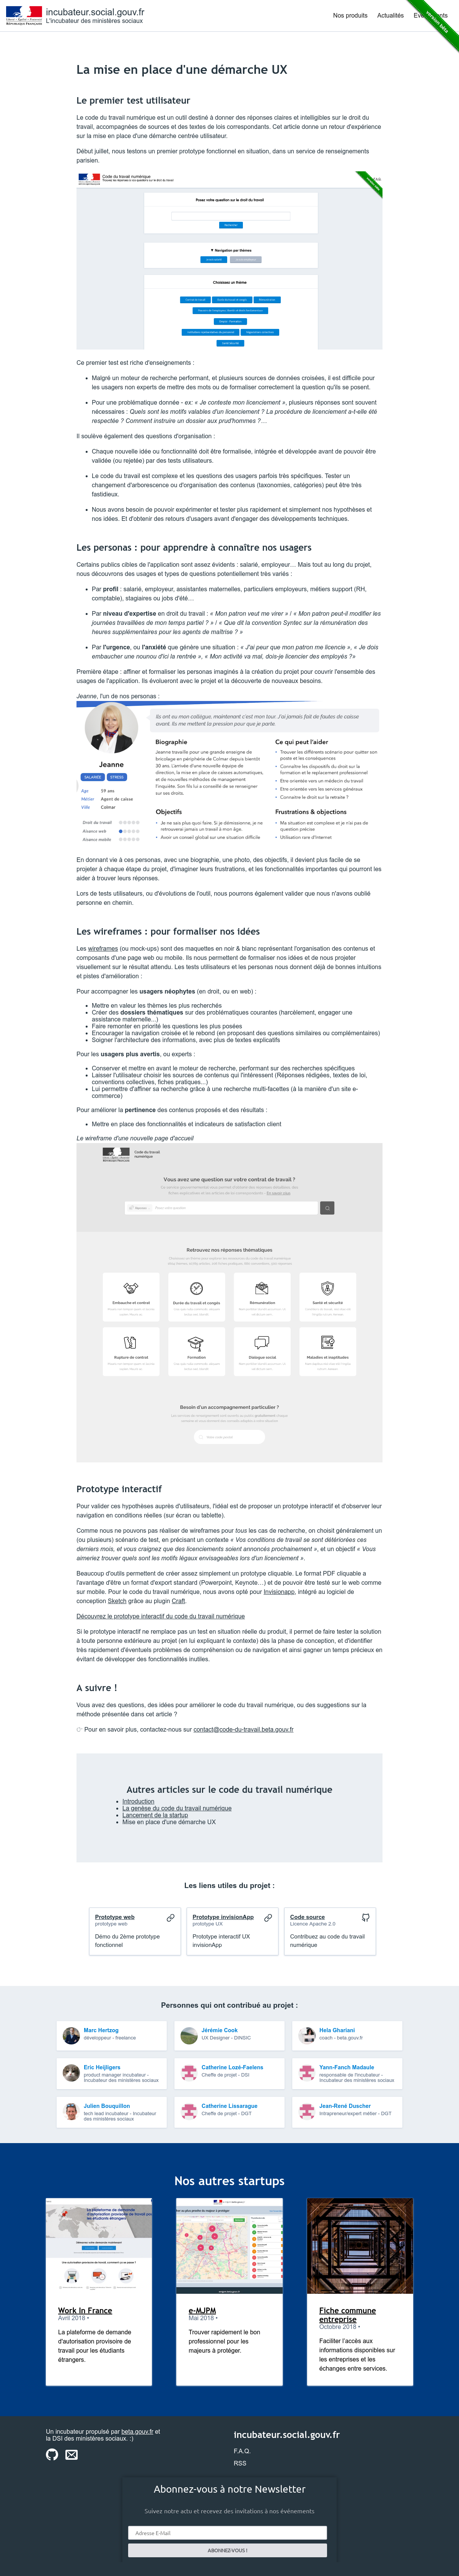 incubateur.social.gouv.fr
L'incubateur des ministères sociaux
Nos produits
Actualités
La mise en place d'une démarche UX
Le premier test utilisateur
Le code du travail numérique est un outil destiné à donner des réponses claires et intelligibles sur le droit du
travail, accompagnées de sources et des textes de lois correspondants. Cet article donne un retour d'expérience
sur la mise en place d'une démarche centrée utilisateur.
Début juillet, nous testons un premier prototype fonctionnel en situation, dans un service de renseignements
parisien.
Code du travail numérique
Posez votre question sur le droit du travail
Navigation par thèmes
Choisissez un thème
Ce premier test est riche d'enseignements :
Malgré un moteur de recherche performant, et plusieurs sources de données croisées, il est difficile pour
les usagers non experts de mettre des mots ou de formaliser correctement la question qu'ils se posent.
Pour une problématique donnée - ex: « Je conteste mon licenciement », plusieurs réponses sont souvent
nécessaires : Quels sont les motifs valables d'un licenciement ? La procédure de licenciement a-t-elle été
respectée ? Comment instruire un dossier aux prud'hommes ?…
Il soulève également des questions d'organisation :
Chaque nouvelle idée ou fonctionnalité doit être formalisée, intégrée et développée avant de pouvoir être
validée (ou rejetée) par des tests utilisateurs.
Le code du travail est complexe et les questions des usagers parfois très spécifiques. Tester un
changement d'arborescence ou d'organisation des contenus (taxonomies, catégories) peut être très
fastidieux.
Nous avons besoin de pouvoir expérimenter et tester plus rapidement et simplement nos hypothèses et
nos idées. Et d'obtenir des retours d'usagers avant d'engager des développements techniques.
Les personas : pour apprendre à connaître nos usagers
Certains publics cibles de l'application sont assez évidents : salarié, employeur… Mais tout au long du projet,
nous découvrons des usages et types de questions potentiellement très variés :
Par profil : salarié, employeur, assistantes maternelles, particuliers employeurs, métiers support (RH,
comptable), stagiaires ou jobs d'été…
Par niveau d'expertise en droit du travail : « Mon patron veut me virer » / « Mon patron peut-il modifier les
journées travaillées de mon temps partiel ? » / « Que dit la convention Syntec sur la rémunération des
heures supplémentaires pour les agents de maîtrise ? »
Par l'urgence, ou l'anxiété que génère une situation : « J'ai peur que mon patron me licencie », « Je dois
embaucher une nounou d'ici la rentrée », « Mon activité va mal, dois-je licencier des employés ?»
Première étape : affiner et formaliser les personas imaginés à la création du projet pour couvrir l'ensemble des
usages de l'application. Ils évolueront avec le projet et la découverte de nouveaux besoins.
Jeanne, l'un de nos personas :
Ils ont eu mon collègue, maintenant c'est mon tour. J'ai jamais fait de fautes de caisse
avant. Ils me mettent la pression pour que je parte.
Jeanne
SALARIÉE
STRESS
Age 59 ans
Métier Agent de caisse
Ville Colmar
Droit du travail
Aisance web
Aisance mobile
Biographie
Jeanne travaille pour une grande enseigne de
bricolage en périphérie de Colmar depuis bientôt
30 ans. L'arrivée d'une nouvelle équipe de
direction, la mise en place de caisses automatiques,
et de nouvelles méthodes de management
l'inquiète. Son fils lui a conseillé de se renseigner
sur ses droits.
Ce qui peut l'aider
Trouver les différents scénarios pour quitter son
poste et les conséquences
Connaître les dispositifs du droit sur la
formation et le replacement professionnel
Etre orientée vers un médecin du travail
Etre orientée vers les services généraux
Connaitre le droit sur la retraite ?
Objectifs
Je ne sais plus quoi faire. Si je démissionne, je ne
retrouverai jamais un travail à mon âge.
Avoir un conseil global sur une situation difficile
Frustrations & objections
Ma situation est complexe et je n'ai pas de
question précise
Utilisation rare d'Internet
En donnant vie à ces personas, avec une biographie, une photo, des objectifs, il devient plus aisé de se
projeter à chaque étape du projet, d'imaginer leurs frustrations, et les fonctionnalités importantes qui pourront les
aider à trouver leurs réponses.
Lors de tests utilisateurs, ou d'évolutions de l'outil, nous pourrons également valider que nous n'avons oublié
personne en chemin.
Les wireframes : pour formaliser nos idées
Les wireframes (ou mock-ups) sont des maquettes en noir & blanc représentant l'organisation des contenus et
composants d'une page web ou mobile. Ils nous permettent de formaliser nos idées et de nous projeter
visuellement sur le résultat attendu. Les tests utilisateurs et les personas nous donnent déjà de bonnes intuitions
et pistes d'amélioration :
Pour accompagner les usagers néophytes (en droit, ou en web) :
Mettre en valeur les thèmes les plus recherchés
Créer des dossiers thématiques sur des problématiques courantes (harcèlement, engager une
assistance maternelle...)
Faire remonter en priorité les questions les plus posées
Encourager la navigation croisée et le rebond (en proposant des questions similaires ou complémentaires)
Soigner l'architecture des informations, avec plus de textes explicatifs
Pour les usagers plus avertis, ou experts :
Conserver et mettre en avant le moteur de recherche, performant sur des recherches spécifiques
Laisser l'utilisateur choisir les sources de contenus qui l'intéressent (Réponses rédigées, textes de loi,
conventions collectives, fiches pratiques...)
Lui permettre d'affiner sa recherche grâce à une recherche multi-facettes (à la manière d'un site e-
commerce)
Pour améliorer la pertinence des contenus proposés et des résultats :
Mettre en place des fonctionnalités et indicateurs de satisfaction client
Le wireframe d'une nouvelle page d'accueil
Code du travail
numérique
Vous avez une question sur votre contrat de travail ?
Retrouvez nos réponses thématiques
Embauche et contrat
Durée du travail et congés
Rémunération
Santé et sécurité
Rupture de contrat
Formation
Dialogue social
Maladies et inaptitudes
Besoin d'un accompagnement particulier ?
Prototype interactif
Pour valider ces hypothèses auprès d'utilisateurs, l'idéal est de proposer un prototype interactif et d'observer leur
navigation en conditions réelles (sur écran ou tablette).
Comme nous ne pouvons pas réaliser de wireframes pour tous les cas de recherche, on choisit généralement un
(ou plusieurs) scénario de test, en précisant un contexte « Vos conditions de travail se sont détériorées ces
derniers mois, et vous craignez que des licenciements soient annoncés prochainement », et un objectif « Vous
aimeriez trouver quels sont les motifs légaux envisageables lors d'un licenciement ».
Beaucoup d'outils permettent de créer assez simplement un prototype cliquable. Le format PDF cliquable a
l'avantage d'être un format d'export standard (Powerpoint, Keynote…) et de pouvoir être testé sur le web comme
sur mobile. Pour le code du travail numérique, nous avons opté pour Invisionapp, intégré au logiciel de
conception Sketch grâce au plugin Craft.
Découvrez le prototype interactif du code du travail numérique
Si le prototype interactif ne remplace pas un test en situation réelle du produit, il permet de faire tester la solution
à toute personne extérieure au projet (en lui expliquant le contexte) dès la phase de conception, et d'identifier
très rapidement d'éventuels problèmes de compréhension ou de navigation et ainsi gagner un temps précieux en
évitant de développer des fonctionnalités inutiles.
A suivre !
Vous avez des questions, des idées pour améliorer le code du travail numérique, ou des suggestions sur la
méthode présentée dans cet article ?
Pour en savoir plus, contactez-nous sur contact@code-du-travail.beta.gouv.fr
Autres articles sur le code du travail numérique
Introduction
La genèse du code du travail numérique
Lancement de la startup
Mise en place d'une démarche UX
Les liens utiles du projet :
Prototype web
prototype web
Démo du 2ème prototype
fonctionnel
Prototype invisionApp
prototype UX
Prototype interactif UX
invisionApp
Code source
Licence Apache 2.0
Contribuez au code du travail
numérique
Personnes qui ont contribué au projet :
Marc Hertzog
développeur - freelance
Jérémie Cook
UX Designer - DINSIC
Hela Ghariani
coach - beta.gouv.fr
Eric Heijligers
product manager incubateur -
Incubateur des ministères sociaux
Catherine Lozé-Faelens
Cheffe de projet - DSI
Yann-Fanch Madaule
responsable de l'incubateur -
Incubateur des ministères sociaux
Julien Bouquillon
tech lead incubateur - Incubateur
des ministères sociaux
Catherine Lissarague
Cheffe de projet - DGT
Jean-René Duscher
Intrapreneur/expert métier - DGT
Nos autres startups
Work In France
Avril 2018 •
La plateforme de demande
d'autorisation provisoire de
travail pour les étudiants
étrangers.
e-MJPM
Mai 2018 •
Trouver rapidement le bon
professionnel pour les
majeurs à protéger.
Fiche commune
entreprise
Octobre 2018 •
Faciliter l'accès aux
informations disponibles sur
les entreprises et les
échanges entre services.
Un incubateur propulsé par beta.gouv.fr et
la DSI des ministères sociaux. :)
incubateur.social.gouv.fr
F.A.Q.
RSS
Abonnez-vous à notre Newsletter
Suivez notre actu et recevez des invitations à nos événements
Adresse E-Mail
ABONNEZ-VOUS !